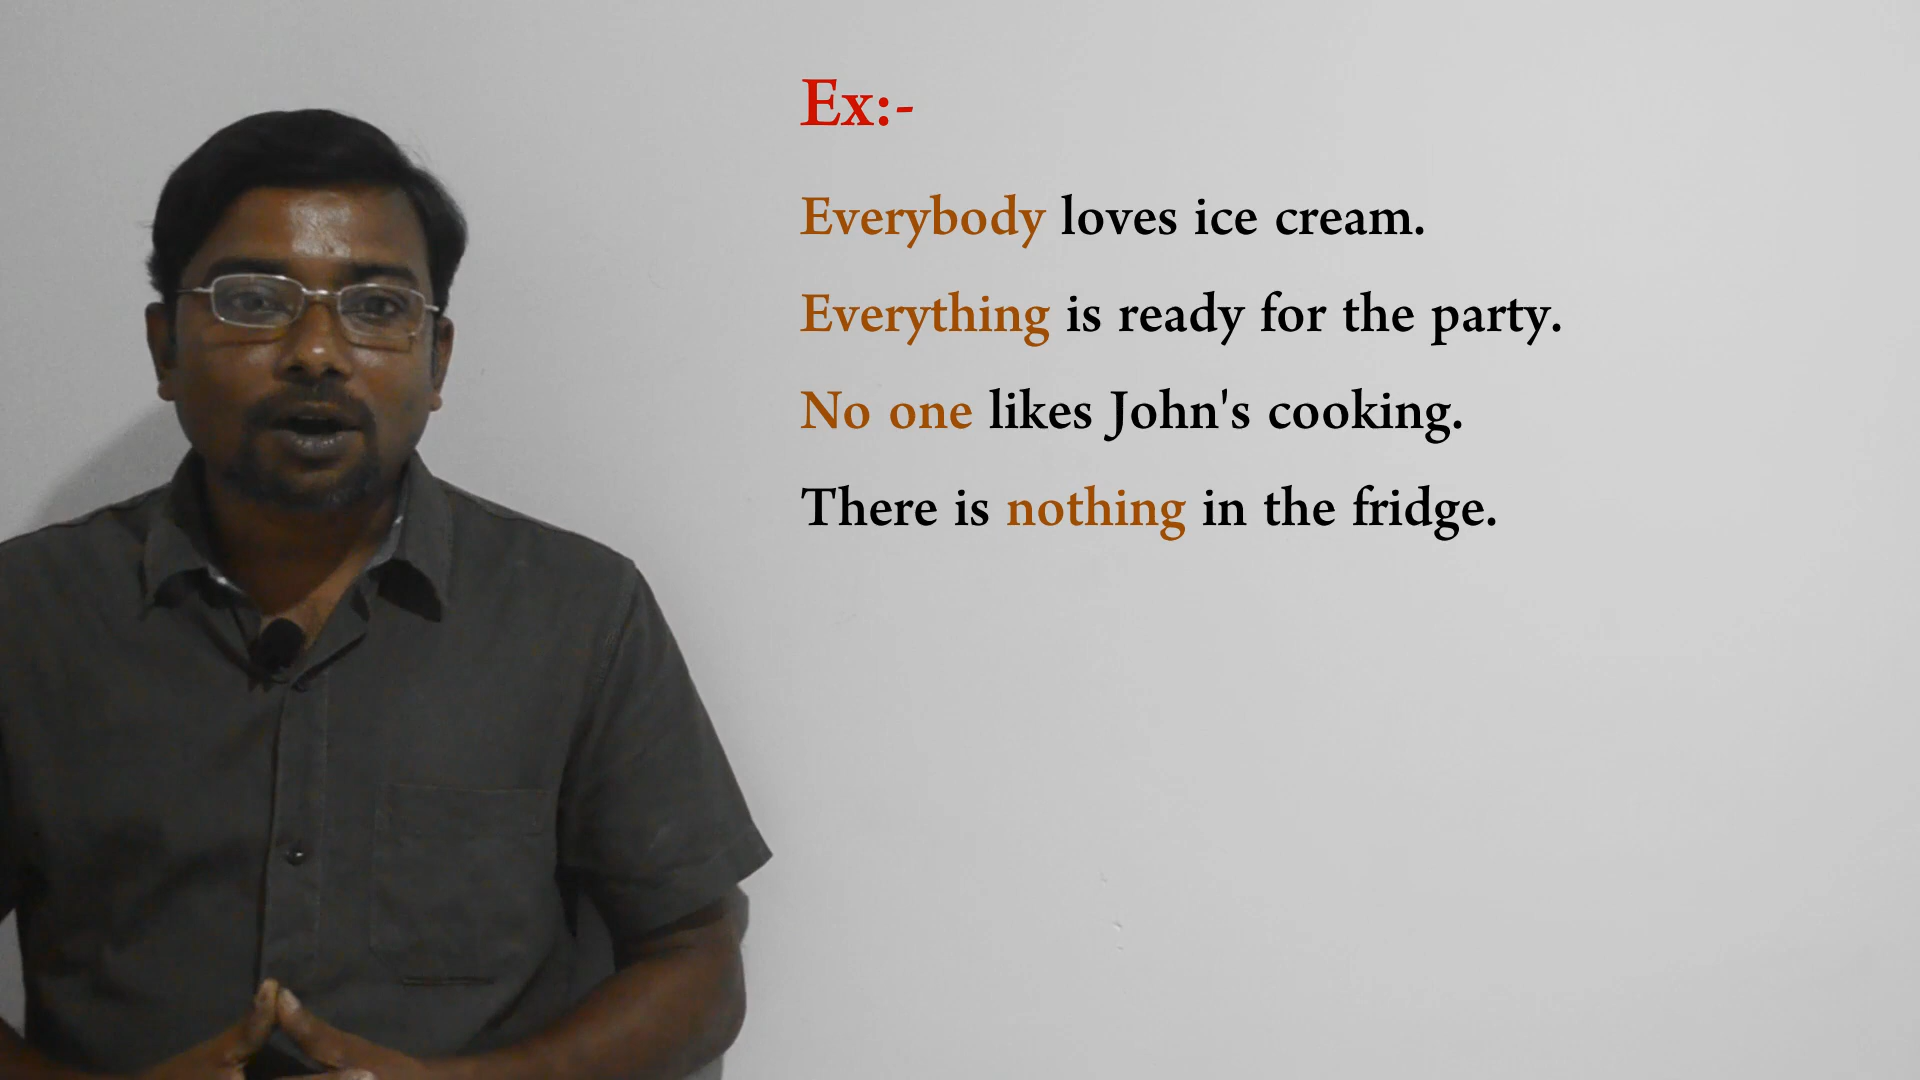 Ex:-
Everybody loves ice cream.
Everything is ready for the party.
No one likes John's cooking.
There is nothing in the fridge.